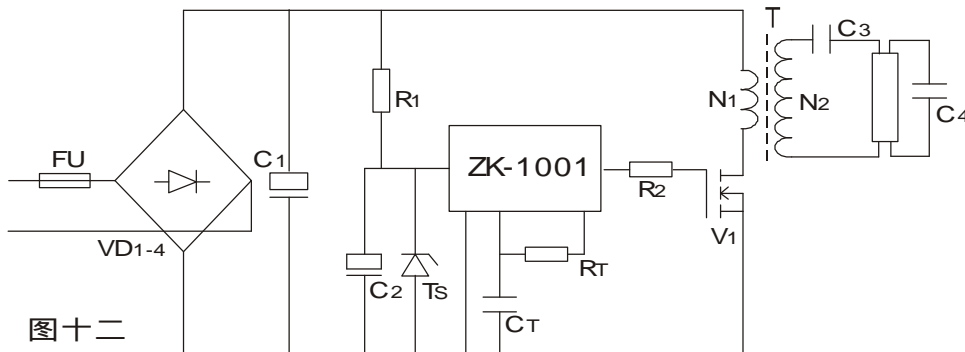 T
C3
R1
N1
N2
C4
FU
C1
ZK-1001
R2
VD1-4
V1
RT
C2
TS
CT
图十二